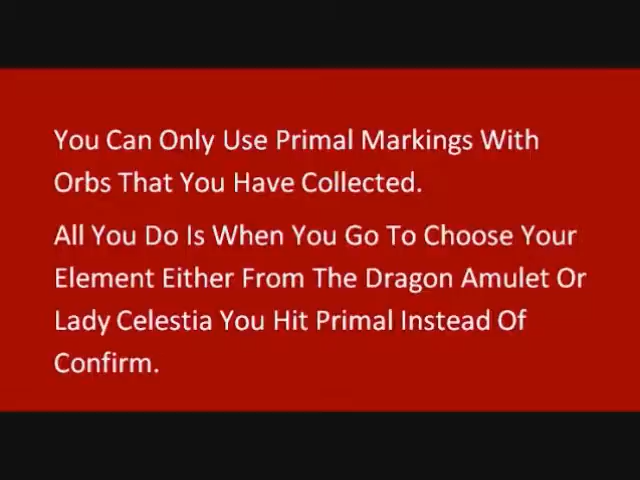 You Can Only Use Primal Markings With
Orbs That You Have Collected.
All You Do Is When You Go To Choose Your
Element Either From The Dragon Amulet Or
Lady Celestia You Hit Primal Instead Of
Confirm.